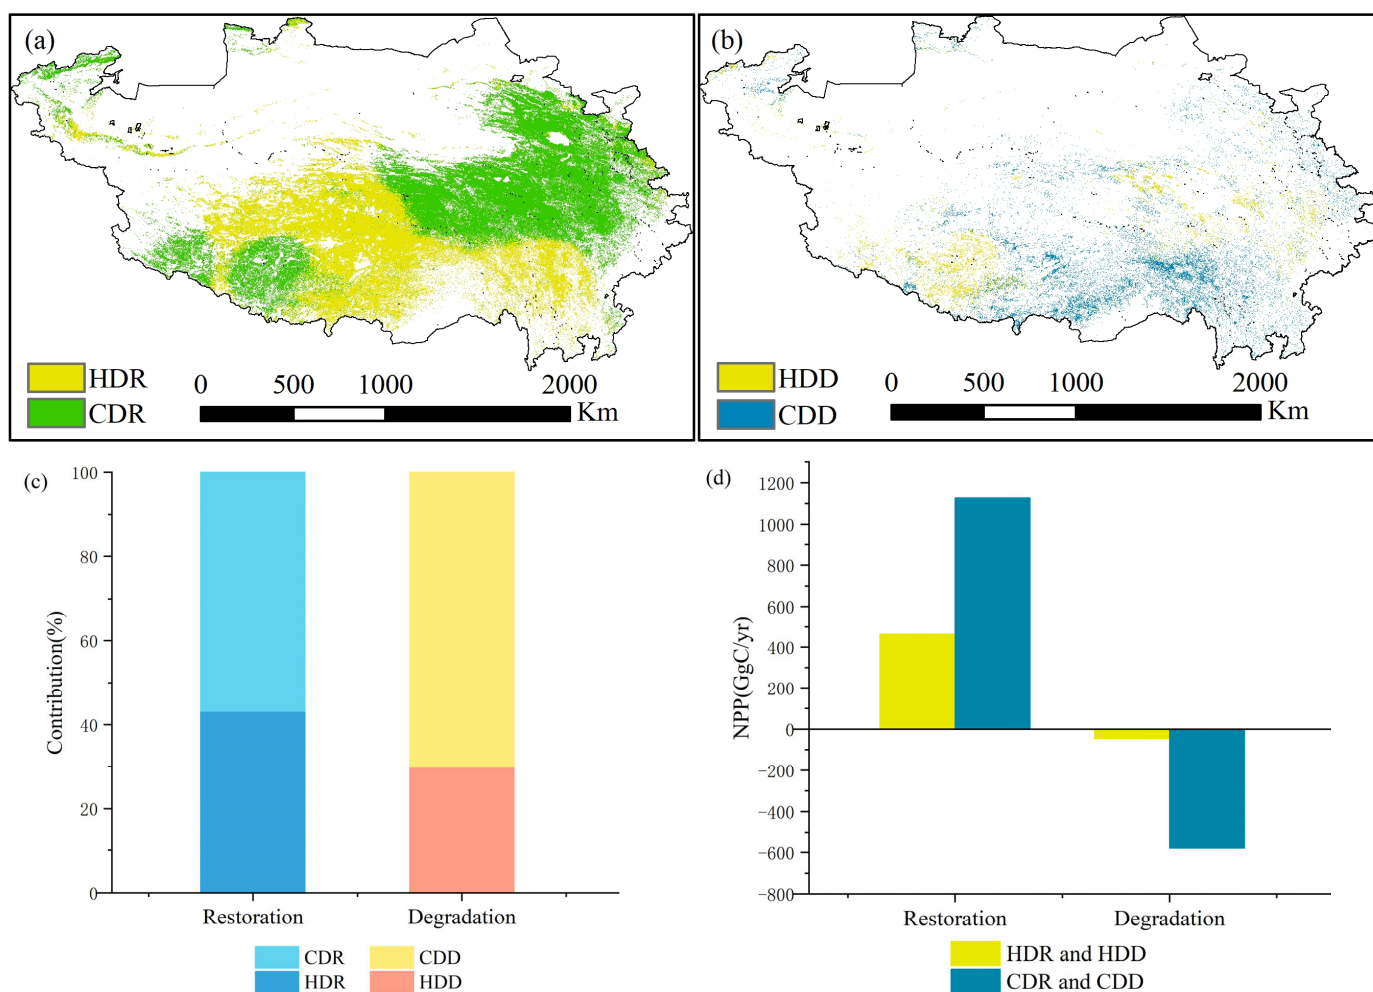 (a)
HDR
CDR
0 500 1000 2000
Km
(b)
HDD
CDD
0 500 1000 2000
Km
(c)
100
80
60
40
20
0
Contribution(%)
Restoration Degradation
CDR CDD
HDR HDD
(d)
1200
1000
800
600
400
200
0
−200
−400
−600
−800
NPP(GgC/yr)
Restoration Degradation
HDR and HDD
CDR and CDD